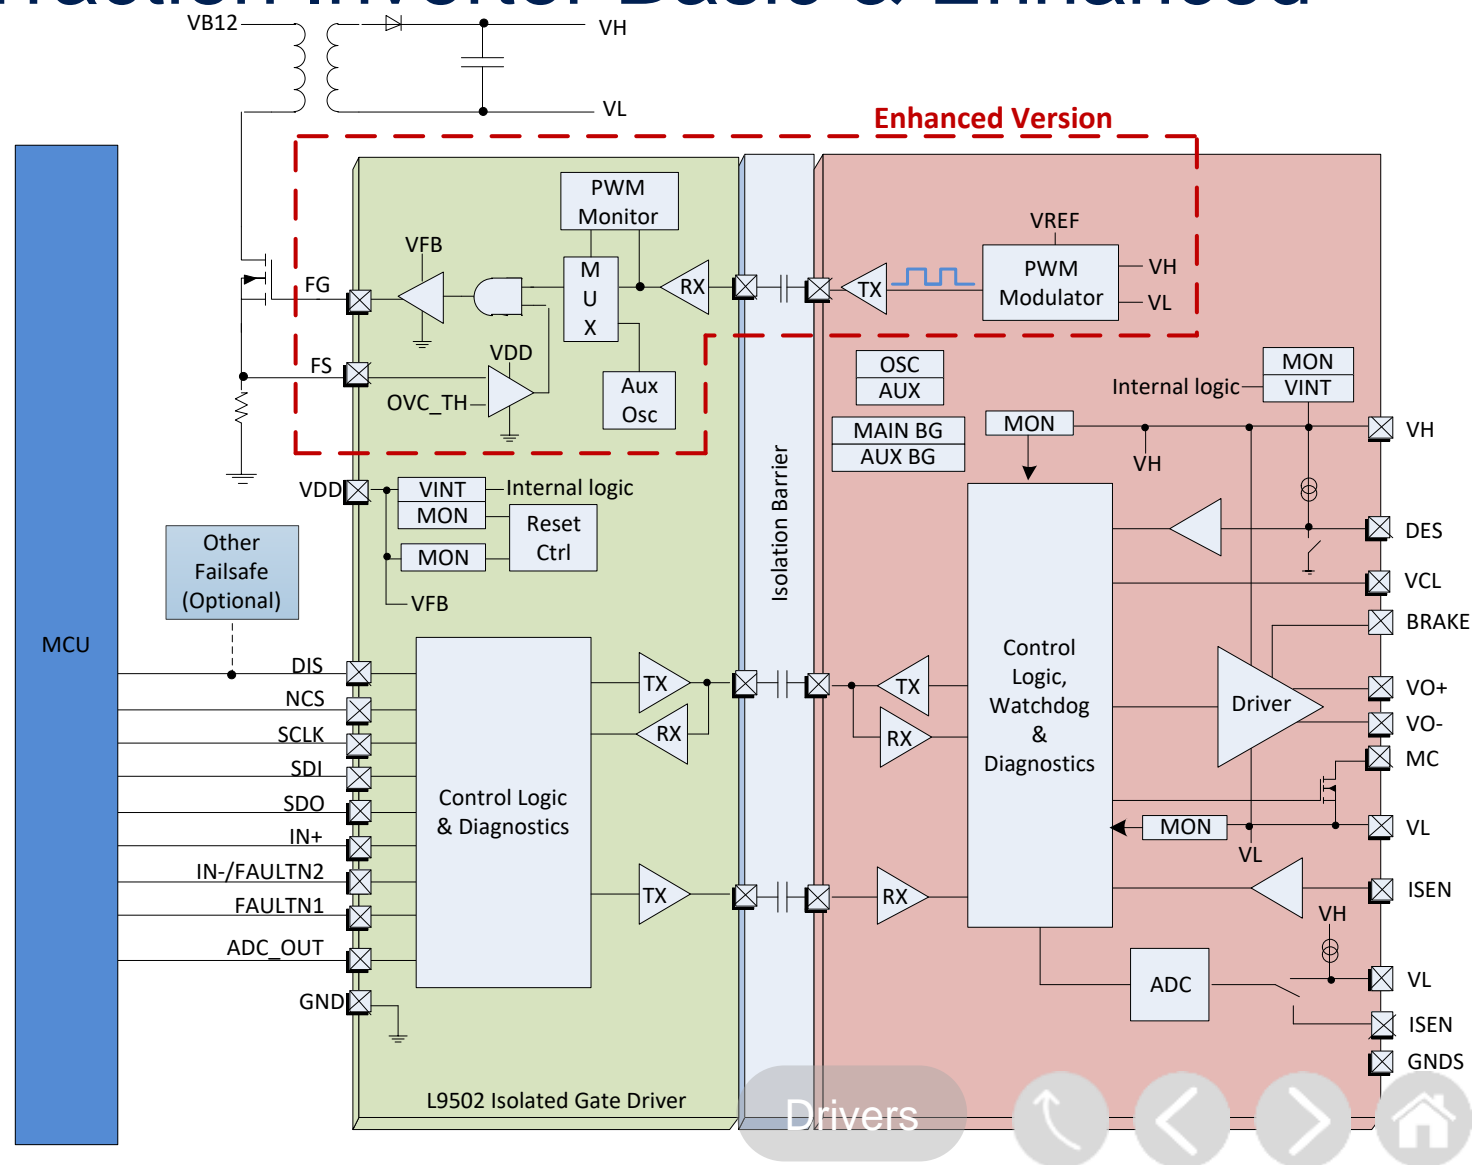 Traction Inverter Basic & Enhanced
VB12
VH
VL
Enhanced Version
PWM
Monitor
VREF
VFB
M
U
X
RX
TX
PWM
Modulator
VH
VL
FG
FS
VDD
OVC_TH
Aux
Osc
OSC
AUX
MON
VINT
Internal logic
MAIN BG
AUX BG
MON
VH
VH
VDD
VINT
MON
Internal logic
Reset
Ctrl
MON
VFB
Isolation Barrier
Other
Failsafe
(Optional)
MCU
DES
VCL
BRAKE
VO+
VO-
MC
VL
ISEN
VL
ISEN
GNDS
DIS
NCS
SCLK
SDI
SDO
IN+
IN-/FAULTN2
FAULTN1
ADC_OUT
GND
Control Logic
& Diagnostics
TX
RX
TX
TX
RX
RX
Control
Logic,
Watchdog
&
Diagnostics
Driver
MON
VL
VH
ADC
L9502 Isolated Gate Driver
Drivers